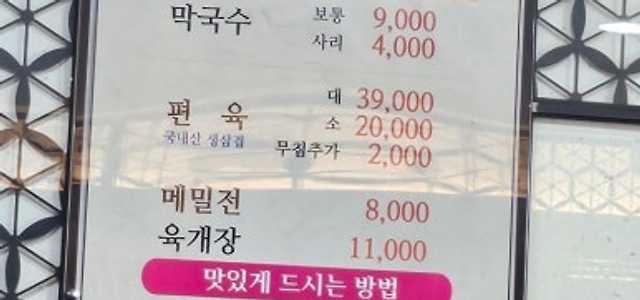 막국수 보통 9,000
사리 4,000
대 39,000
편 육 소 20,000
국내산 생삼겹 무침추가 2,000
메밀전 8,000
육개장 11,000
맛있게 드시는 방법